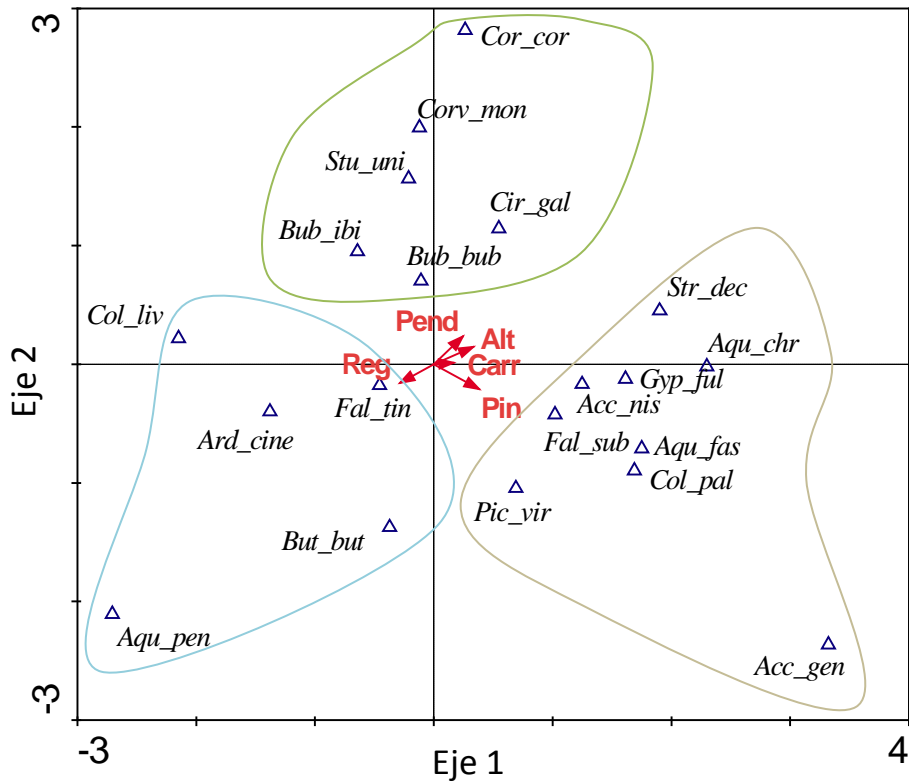 3
Cor_cor
Corv_mon
Stu_uni
Cir_gal
Bub_ibi
Bub_bub
Str_dec
Col_liv
Pend
Alt
Aqu_chr
Reg
Carr
Gyp_ful
Eje 2
Fal_tin
Pin
Acc_nis
Ard_cine
Fal_sub
Aqu_fas
Col_pal
Pic_vir
But_but
Aqu_pen
Acc_gen
-3
-3
Eje 1
4